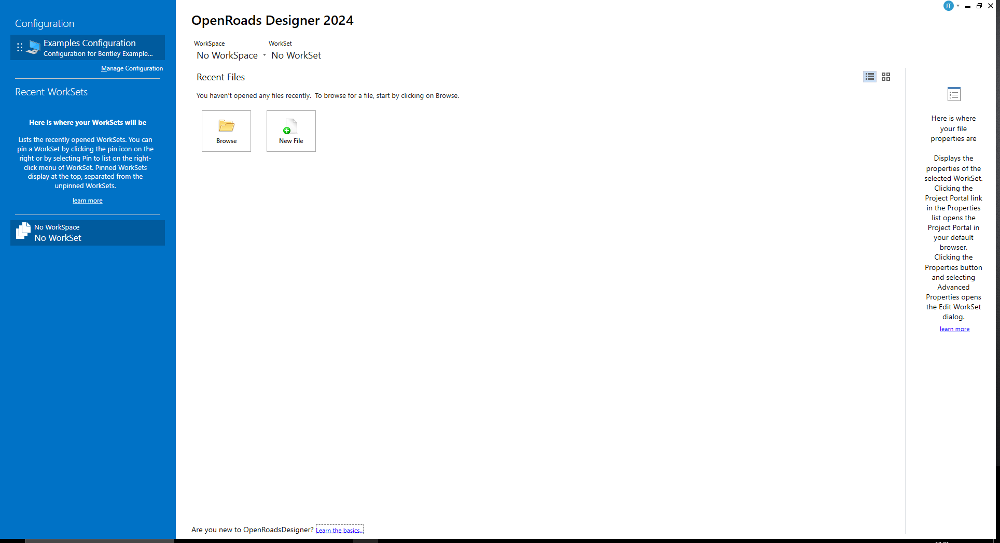 Configuration
Examples Configuration
Configuration for Bentley Example...
Manage Configuration
Recent WorkSets
Here is where your WorkSets will be
Lists the recently opened WorkSets. You can
pin a WorkSet by clicking the pin icon on the
right or by selecting Pin to list on the right-
click menu of WorkSet. Pinned WorkSets
display at the top, separated from the
unpinned WorkSets.
learn more
No WorkSpace
No WorkSet
JT
OpenRoads Designer 2024
WorkSpace WorkSet
No WorkSpace No WorkSet
Recent Files
You haven't opened any files recently.  To browse for a file, start by clicking on Browse.
Browse New File
Here is where
your file
properties are
Displays the
properties of the
selected WorkSet.
Clicking the
Project Portal link
in the Properties
list opens the
Project Portal in
your default
browser.
Clicking the
Properties button
and selecting
Advanced
Properties opens
the Edit WorkSet
dialog.
learn more
Are you new to OpenRoadsDesigner? Learn the basics...